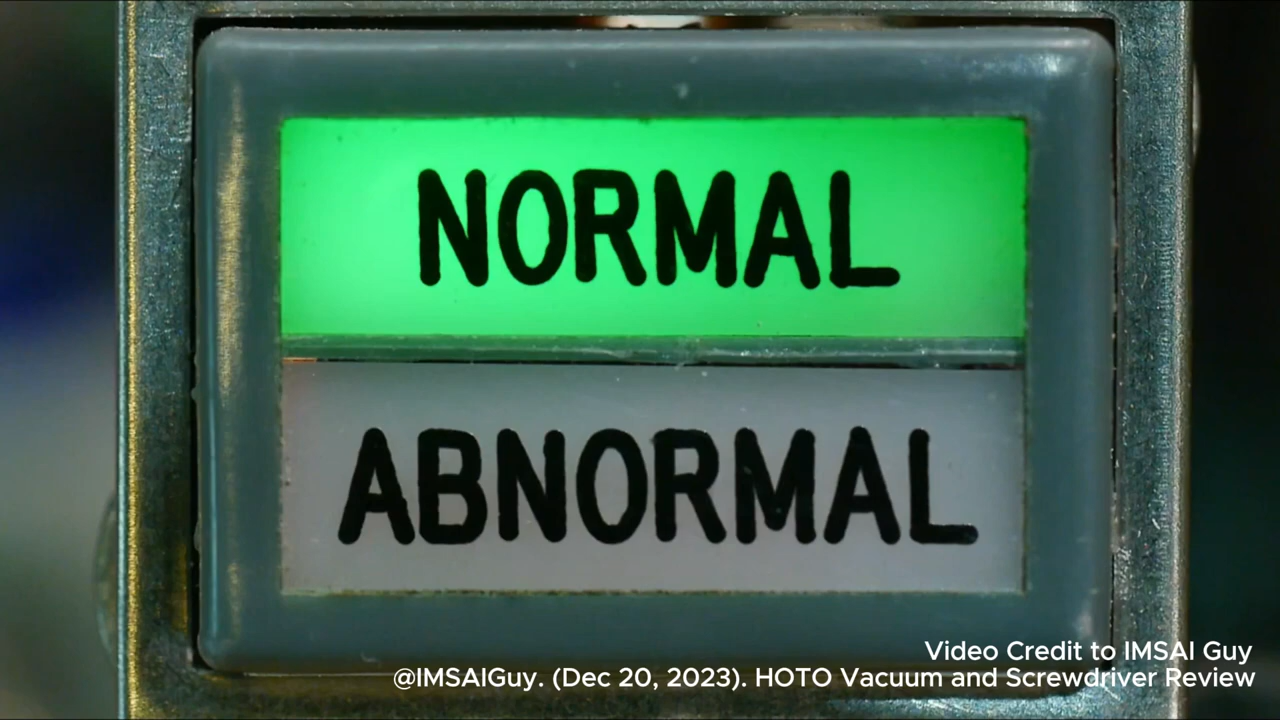 NORMAL
ABNORMAL
Video Credit to IMSAI Guy
@IMSAIGuy. (Dec 20, 2023). HOTO Vacuum and Screwdriver Review